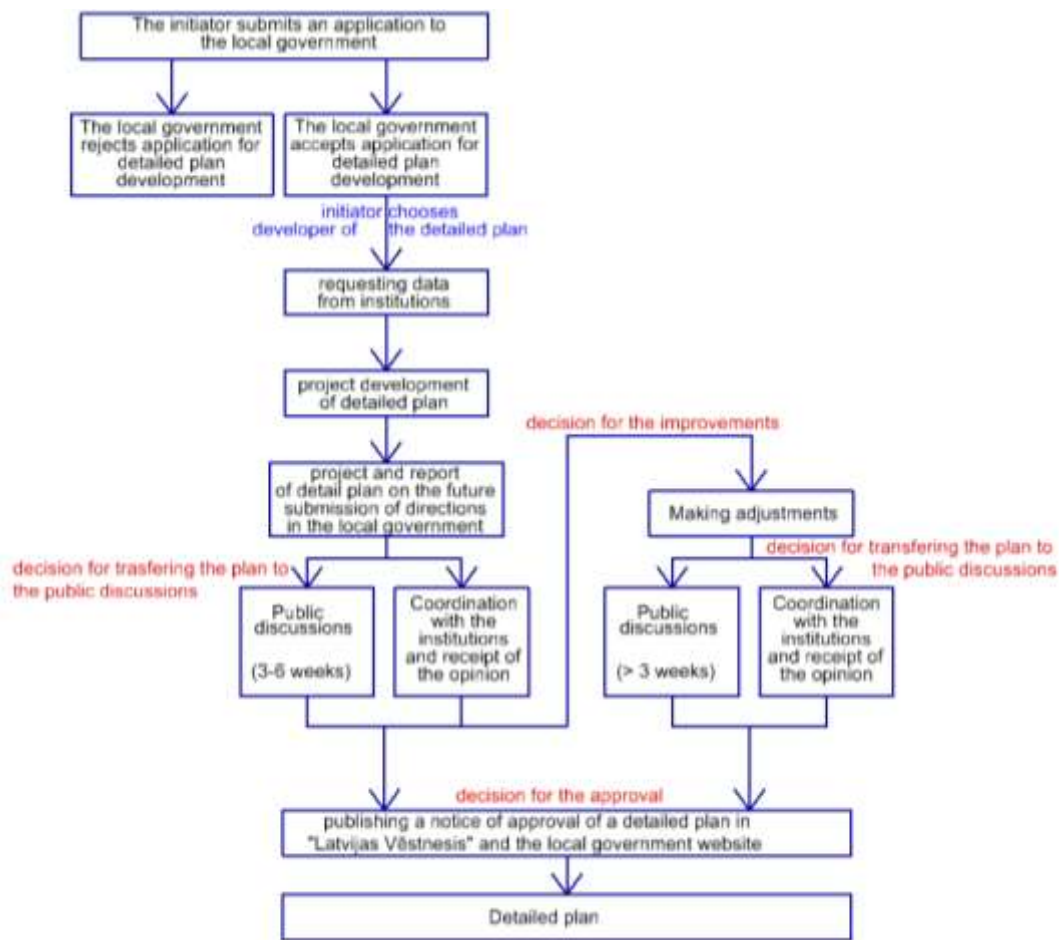 The initiator submits an application to
the local government
The local government
rejects application for
detailed plan
development
The local government
accepts application for
detailed plan
development
initiator chooses
developer of the detailed plan
requesting data
from institutions
project development
of detailed plan
decision for the improvements
project and report
of detail plan on the future
submission of directions
in the local government
Making adjustments
decision for trasfering the plan to
the public discussions
decision for transfering the plan to
the public discussions
Public
discussions
(3-6 weeks)
Coordination
with the
institutions
and receipt of
the opinion
Public
discussions
(> 3 weeks)
Coordination
with the
institutions
and receipt of
the opinion
decision for the approval
publishing a notice of approval of a detailed plan in
"Latvijas Vēstnesis" and the local government website
Detailed plan